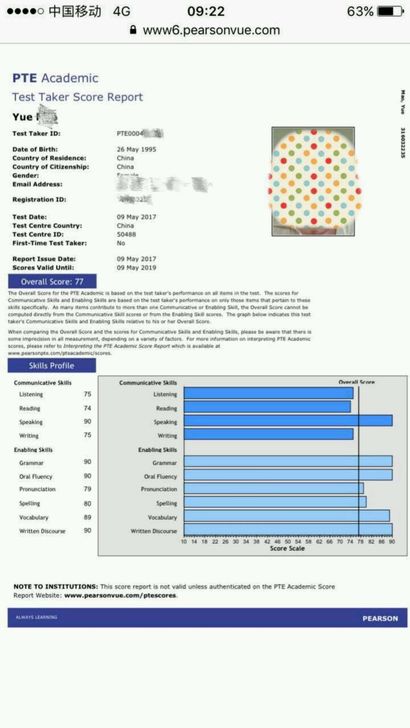 中国移动 4G 09:22 63%
www6.pearsonvue.com
PTE Academic
Test Taker Score Report
Yue
Test Taker ID: PTE0004
Date of Birth: 26 May 1995
Country of Residence: China
Country of Citizenship: China
Gender:
Email Address:
Registration ID:
Test Date: 09 May 2017
Test Centre Country: China
Test Centre ID: 50488
First-Time Test Taker: No
Report Issue Date: 09 May 2017
Scores Valid Until: 09 May 2019
Overall Score: 77
The Overall Score for the PTE Academic is based on the test taker's performance on all items in the test. The scores for
Communicative Skills and Enabling Skills are based on the test taker's performance on only those items that pertain to these
skills specifically. As many items contribute to more than one Communicative or Enabling Skill, the Overall Score cannot be
computed directly from the Communicative Skill scores or from the Enabling Skill scores. The graph below indicates this test
taker's Communicative Skills and Enabling Skills relative to his or her Overall Score.
When comparing the Overall Score and the scores for Communicative Skills and Enabling Skills, please be aware that there is
some imprecision in all measurement, depending on a variety of factors. For more information on interpreting PTE Academic
scores, please refer to Interpreting the PTE Academic Score Report which is available at
www.pearsonpte.com/pteacademic/scores.
Skills Profile
Communicative Skills
Listening 75
Reading 74
Speaking 90
Writing 75
Enabling Skills
Grammar 90
Oral Fluency 90
Pronunciation 79
Spelling 80
Vocabulary 89
Written Discourse 90
Communicative Skills Overall Score
Listening
Reading
Speaking
Writing
Enabling Skills
Grammar
Oral Fluency
Pronunciation
Spelling
Vocabulary
Written Discourse
10 14 18 22 26 30 34 38 42 46 50 54 58 62 66 70 74 78 82 86 90
Score Scale
NOTE TO INSTITUTIONS: This score report is not valid unless authenticated on the PTE Academic Score
Report Website: www.pearsonvue.com/ptescores.
ALWAYS LEARNING PEARSON